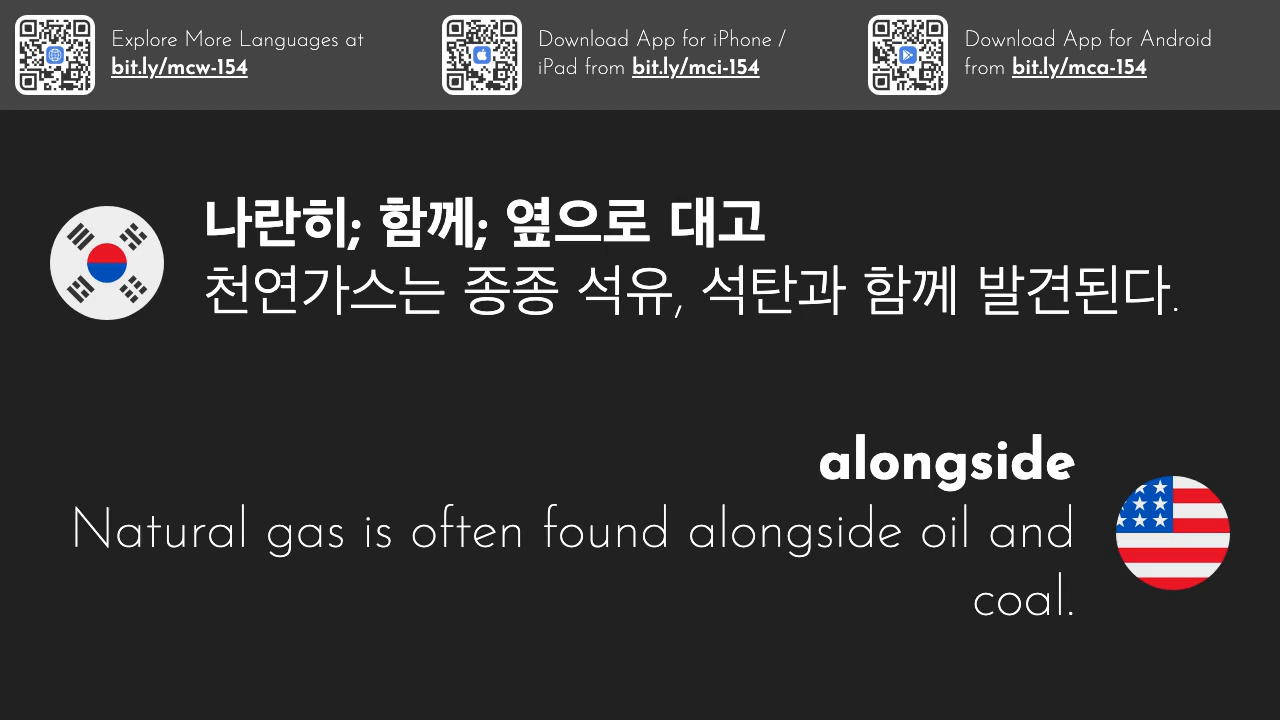 Explore More Languages at
bit.ly/mcw-154
Download App for iPhone /
iPad from bit.ly/mci-154
Download App for Android
from bit.ly/mca-154
나란히; 함께; 옆으로 대고
천연가스는 종종 석유, 석탄과 함께 발견된다.
alongside
Natural gas is often found alongside oil and
coal.